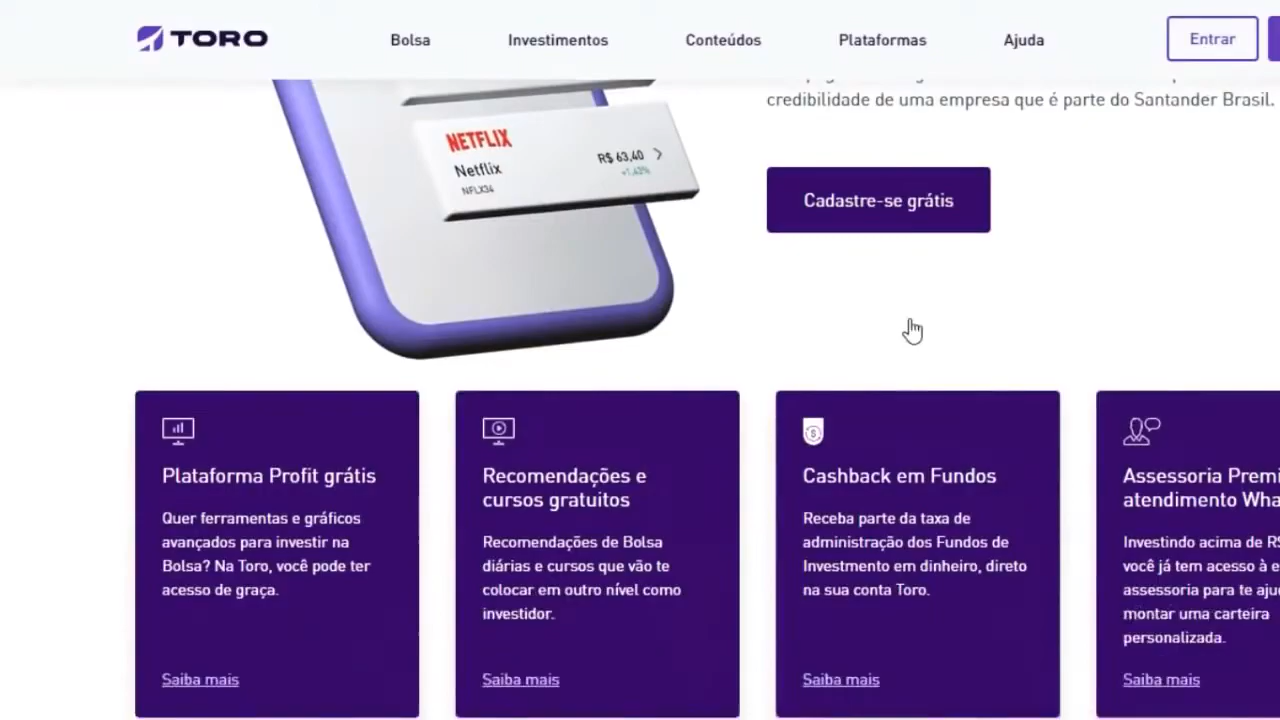 TORO
Bolsa
Investimentos
Conteúdos
Plataformas
Ajuda
Entrar
credibilidade de uma empresa que é parte do Santander Brasil.
NETFLIX
Netflix
NFLX34
R$ 63,40
+1,43%
Cadastre-se grátis
Plataforma Profit grátis
Quer ferramentas e gráficos
avançados para investir na
Bolsa? Na Toro, você pode ter
acesso de graça.
Saiba mais
Recomendações e
cursos gratuitos
Recomendações de Bolsa
diárias e cursos que vão te
colocar em outro nível como
investidor.
Saiba mais
Cashback em Fundos
Receba parte da taxa de
administração dos Fundos de
Investmento em dinheiro, direto
na sua conta Toro.
Saiba mais
Assessoria Premi
atendimento Wha
Investindo acima de R$
você já tem acesso à e
assessoria para te aju
montar uma carteira
personalizada.
Saiba mais